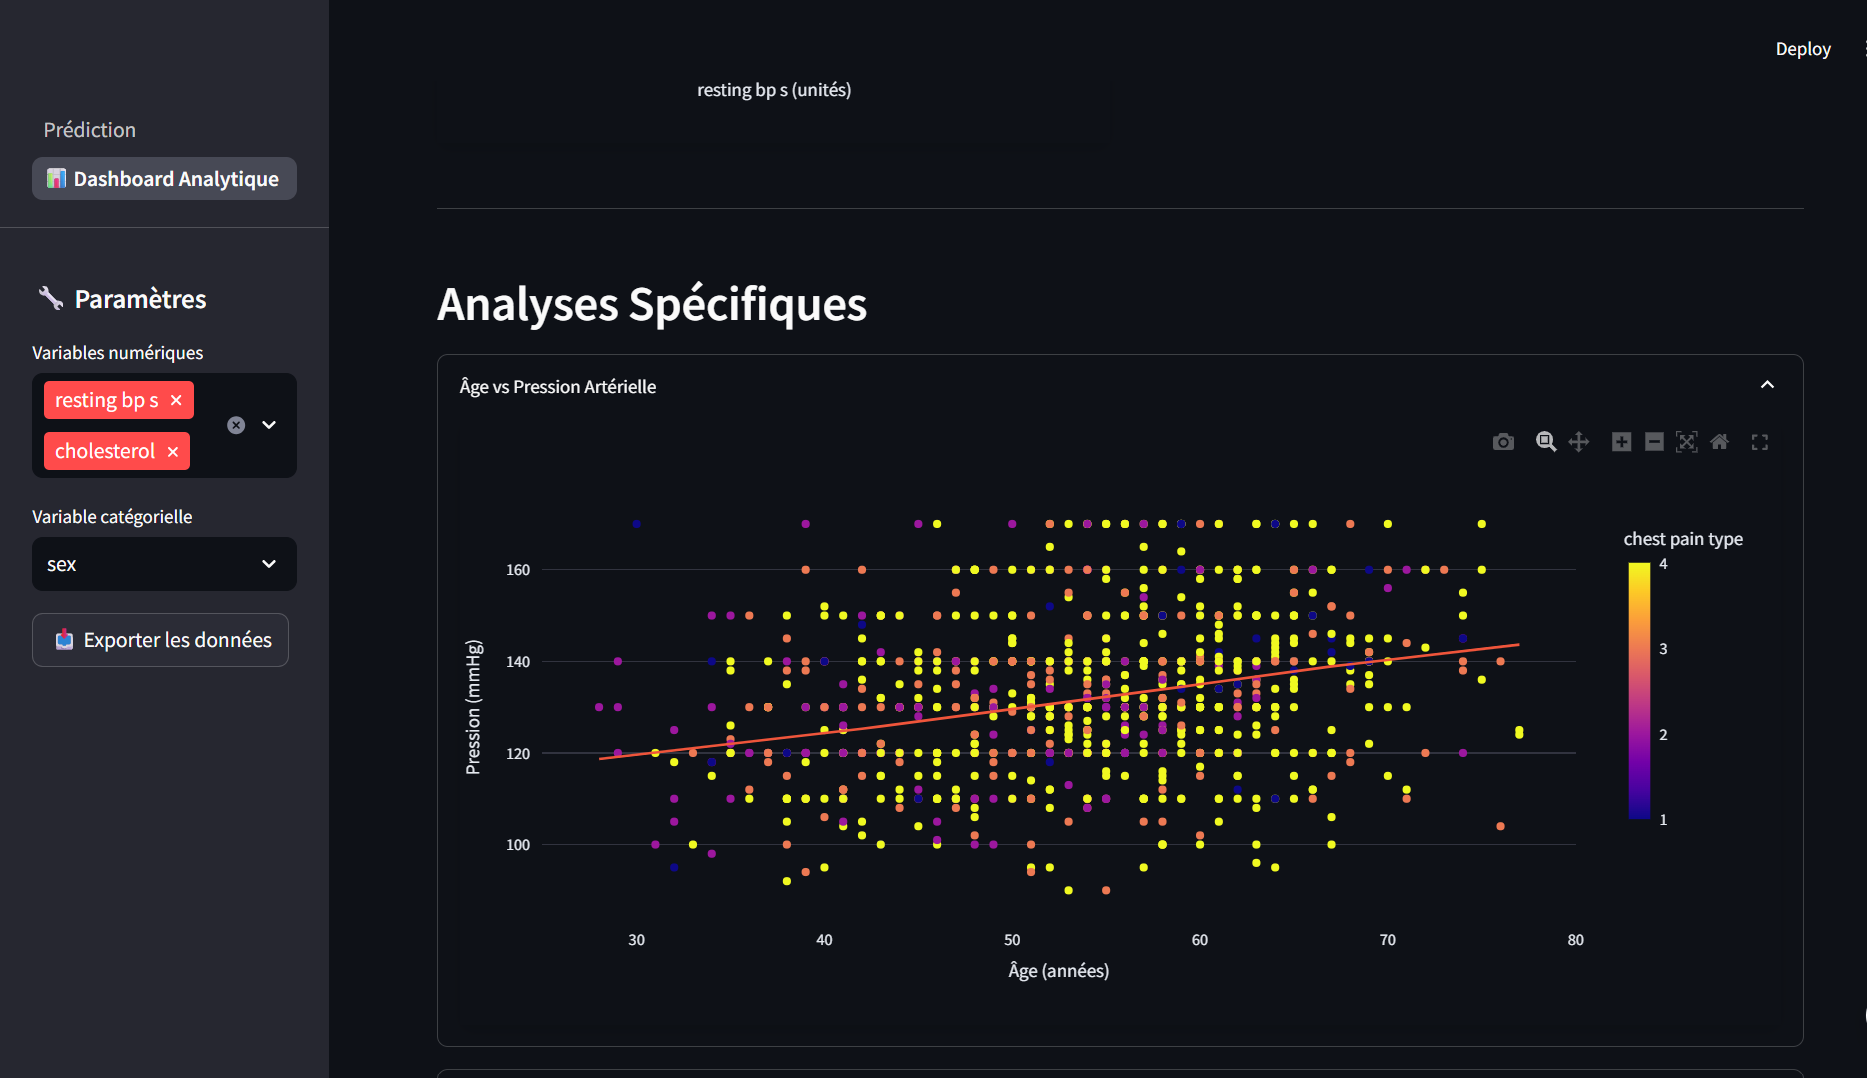 Deploy
Prédiction
Dashboard Analytique
Paramètres
Variables numériques
resting bp s
cholesterol
Variable catégorielle
sex
Exporter les données
resting bp s (unités)
Analyses Spécifiques
Âge vs Pression Artérielle
Pression (mmHg)
160
140
120
100
30
40
50
60
70
80
Âge (années)
chest pain type
4
3
2
1